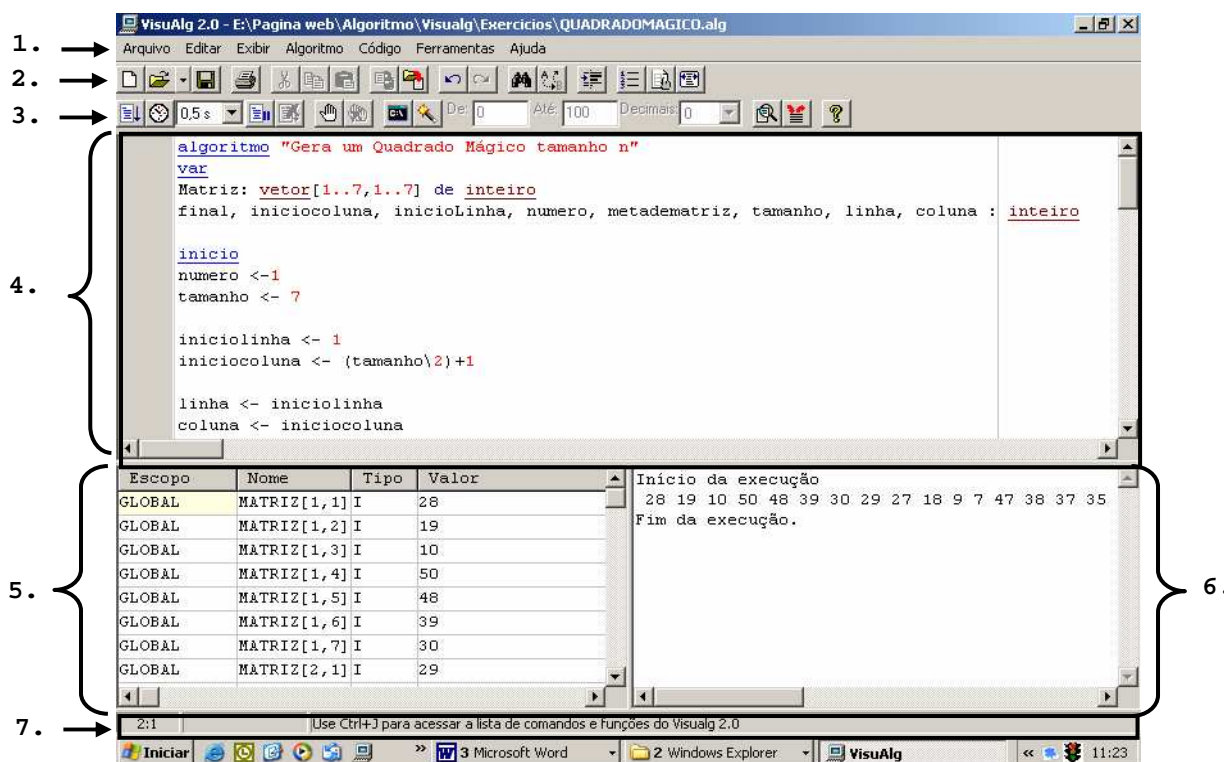 VisuAlg 2.0 - E:\Pagina web\Algoritmo\Visualg\Exercicios\QUADRADOMAGICO.alg
1.
Arquivo Editar Exibir Algoritmo Código Ferramentas Ajuda
2.
3.
0,5 s De: 0 Até: 100 Decimais: 0
4.
algoritmo "Gera um Quadrado Mágico tamanho n"
var
Matriz: vetor[1..7,1..7] de inteiro
final, iniciocoluna, inicioLinha, numero, metadematriz, tamanho, linha, coluna : inteiro
inicio
numero <-1
tamanho <- 7
iniciolinha <- 1
iniciocoluna <- (tamanho\2)+1
linha <- iniciolinha
coluna <- iniciocoluna
5.
Escopo Nome Tipo Valor
GLOBAL MATRIZ[1,1] I 28
GLOBAL MATRIZ[1,2] I 19
GLOBAL MATRIZ[1,3] I 10
GLOBAL MATRIZ[1,4] I 50
GLOBAL MATRIZ[1,5] I 48
GLOBAL MATRIZ[1,6] I 39
GLOBAL MATRIZ[1,7] I 30
GLOBAL MATRIZ[2,1] I 29
Início da execução
28 19 10 50 48 39 30 29 27 18 9 7 47 38 37 35
Fim da execução.
6.
7.
2:1 Use Ctrl+J para acessar a lista de comandos e funções do Visualg 2.0
Iniciar » 3 Microsoft Word 2 Windows Explorer VisuAlg « 11:23